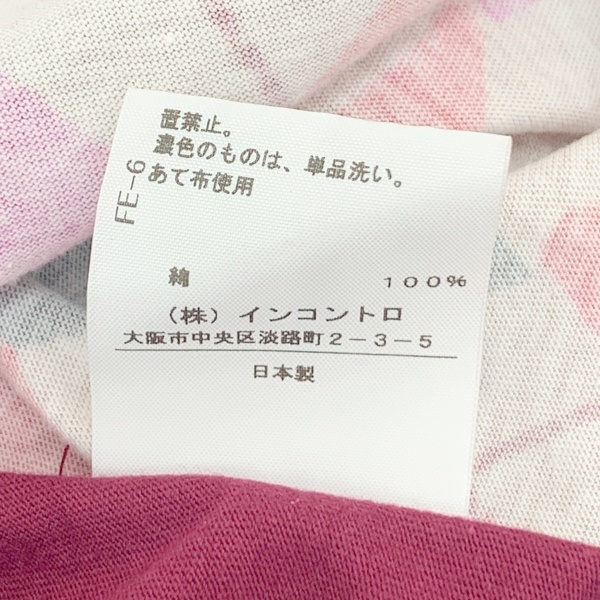 置禁止。
濃色のものは、単品洗い。
あて布使用
FE-6
綿 100%
(株)インコントロ
大阪市中央区淡路町2-3-5
日本製